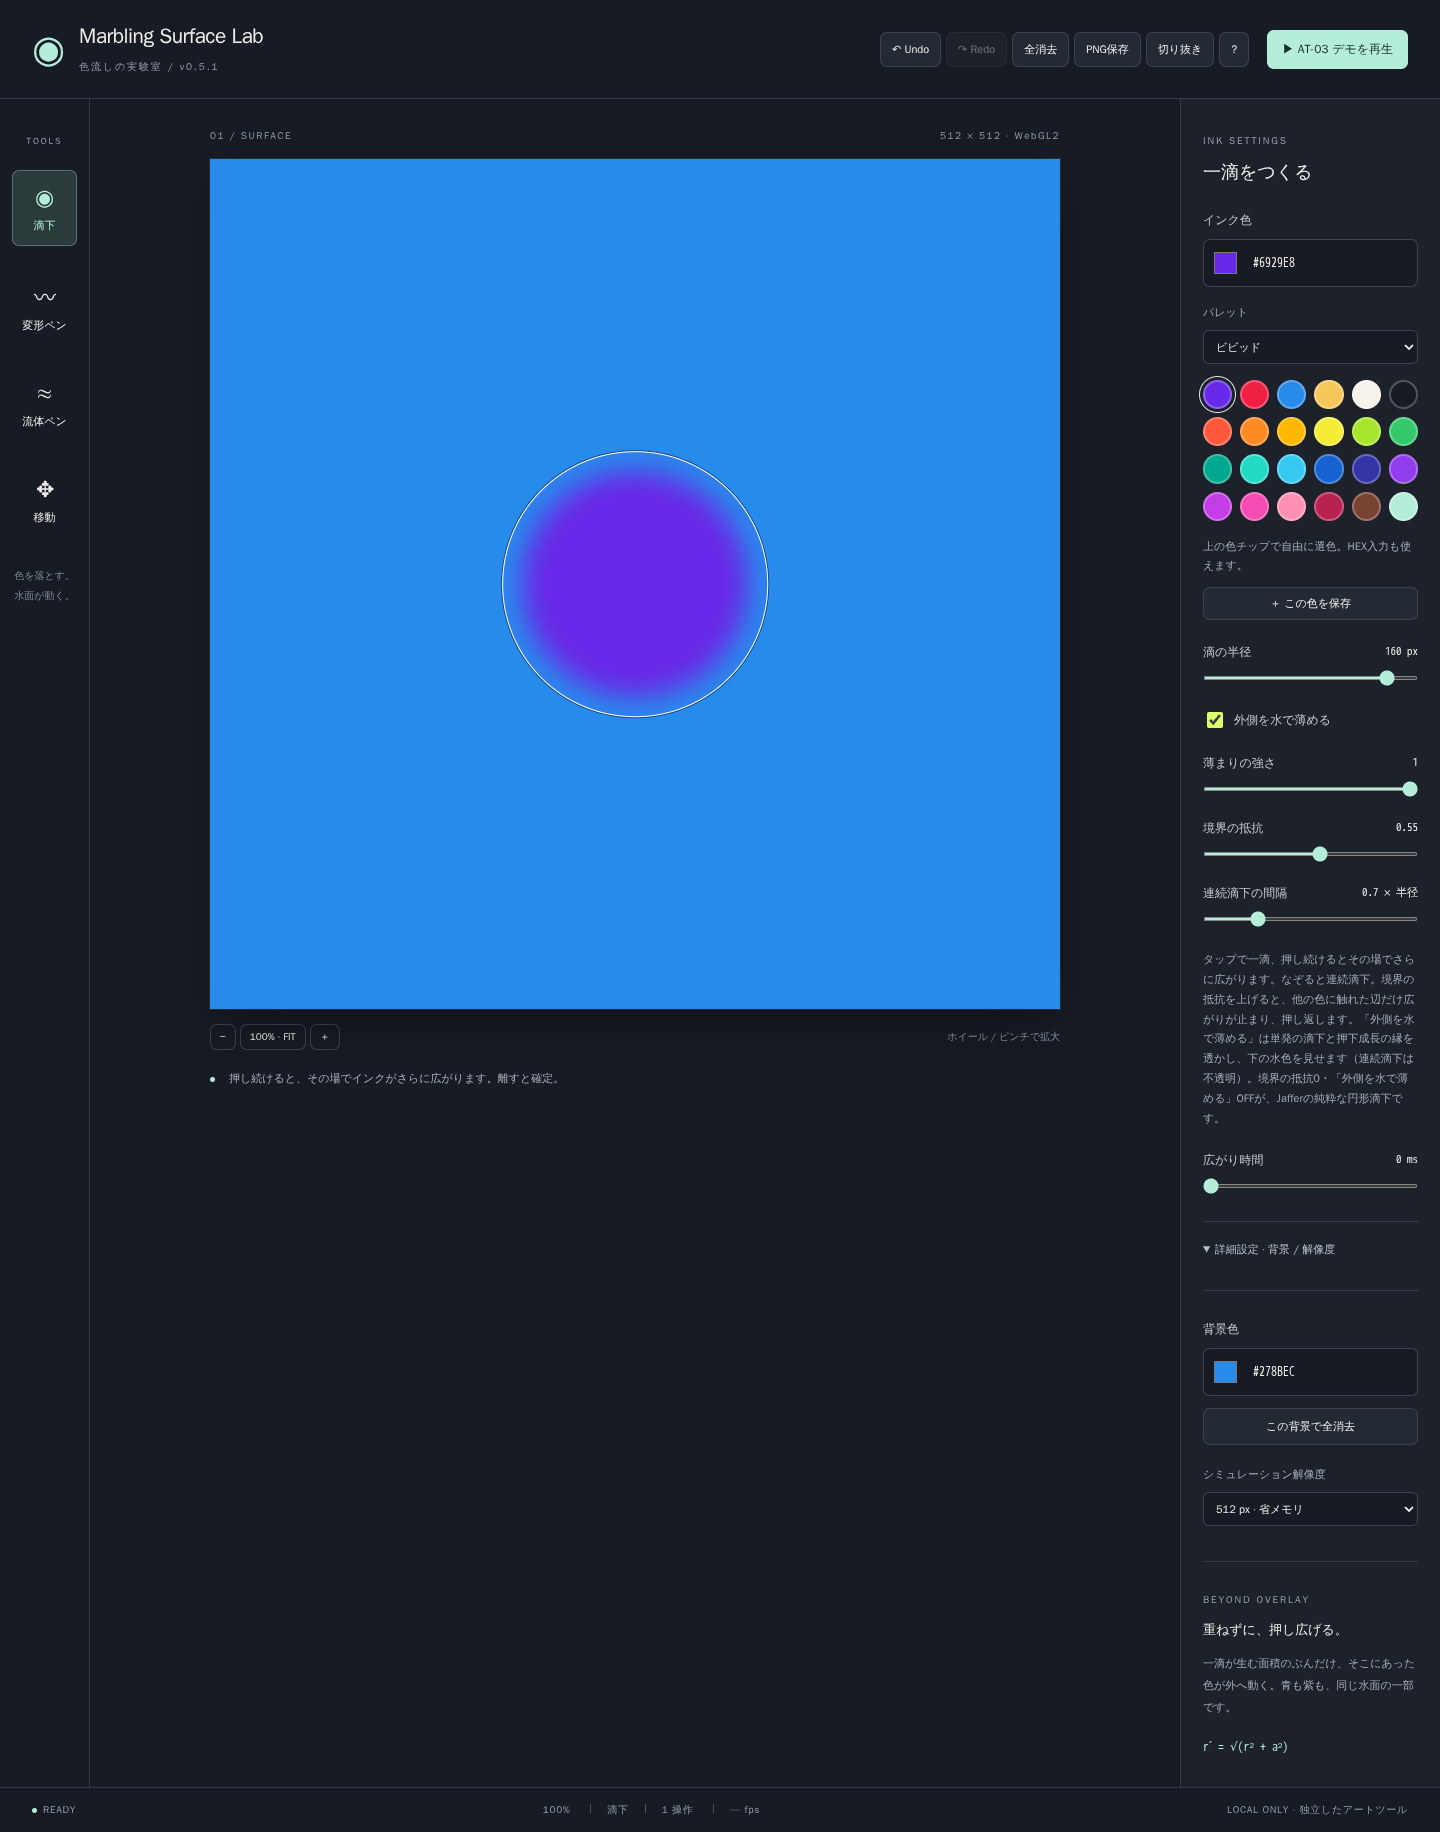 Marbling Surface Lab
色流しの実験室 / v0.5.1
↶ Undo
↷ Redo
全消去
PNG保存
切り抜き
?
▶ AT-03 デモを再生
TOOLS
滴下
変形ペン
流体ペン
移動
色を落とす。
水面が動く。
01 / SURFACE
512 × 512 · WebGL2
−
100% · FIT
+
ホイール / ピンチで拡大
押し続けると、その場でインクがさらに広がります。離すと確定。
INK SETTINGS
一滴をつくる
インク色
#6929E8
パレット
ビビッド
上の色チップで自由に選色。HEX入力も使
えます。
＋ この色を保存
滴の半径 160 px
外側を水で薄める
薄まりの強さ 1
境界の抵抗 0.55
連続滴下の間隔 0.7 × 半径
タップで一滴、押し続けるとその場でさら
に広がります。なぞると連続滴下。境界の
抵抗を上げると、他の色に触れた辺だけ広
がりが止まり、押し返します。「外側を水
で薄める」は単発の滴下と押下成長の縁を
透かし、下の水色を見せます（連続滴下は
不透明）。境界の抵抗0・「外側を水で薄
める」OFFが、Jafferの純粋な円形滴下で
す。
広がり時間 0 ms
▼ 詳細設定 · 背景 / 解像度
背景色
#278BEC
この背景で全消去
シミュレーション解像度
512 px · 省メモリ
BEYOND OVERLAY
重ねずに、押し広げる。
一滴が生む面積のぶんだけ、そこにあった
色が外へ動く。青も紫も、同じ水面の一部
です。
r′ = √(r² + a²)
READY
100%
滴下
1 操作
— fps
LOCAL ONLY · 独立したアートツール